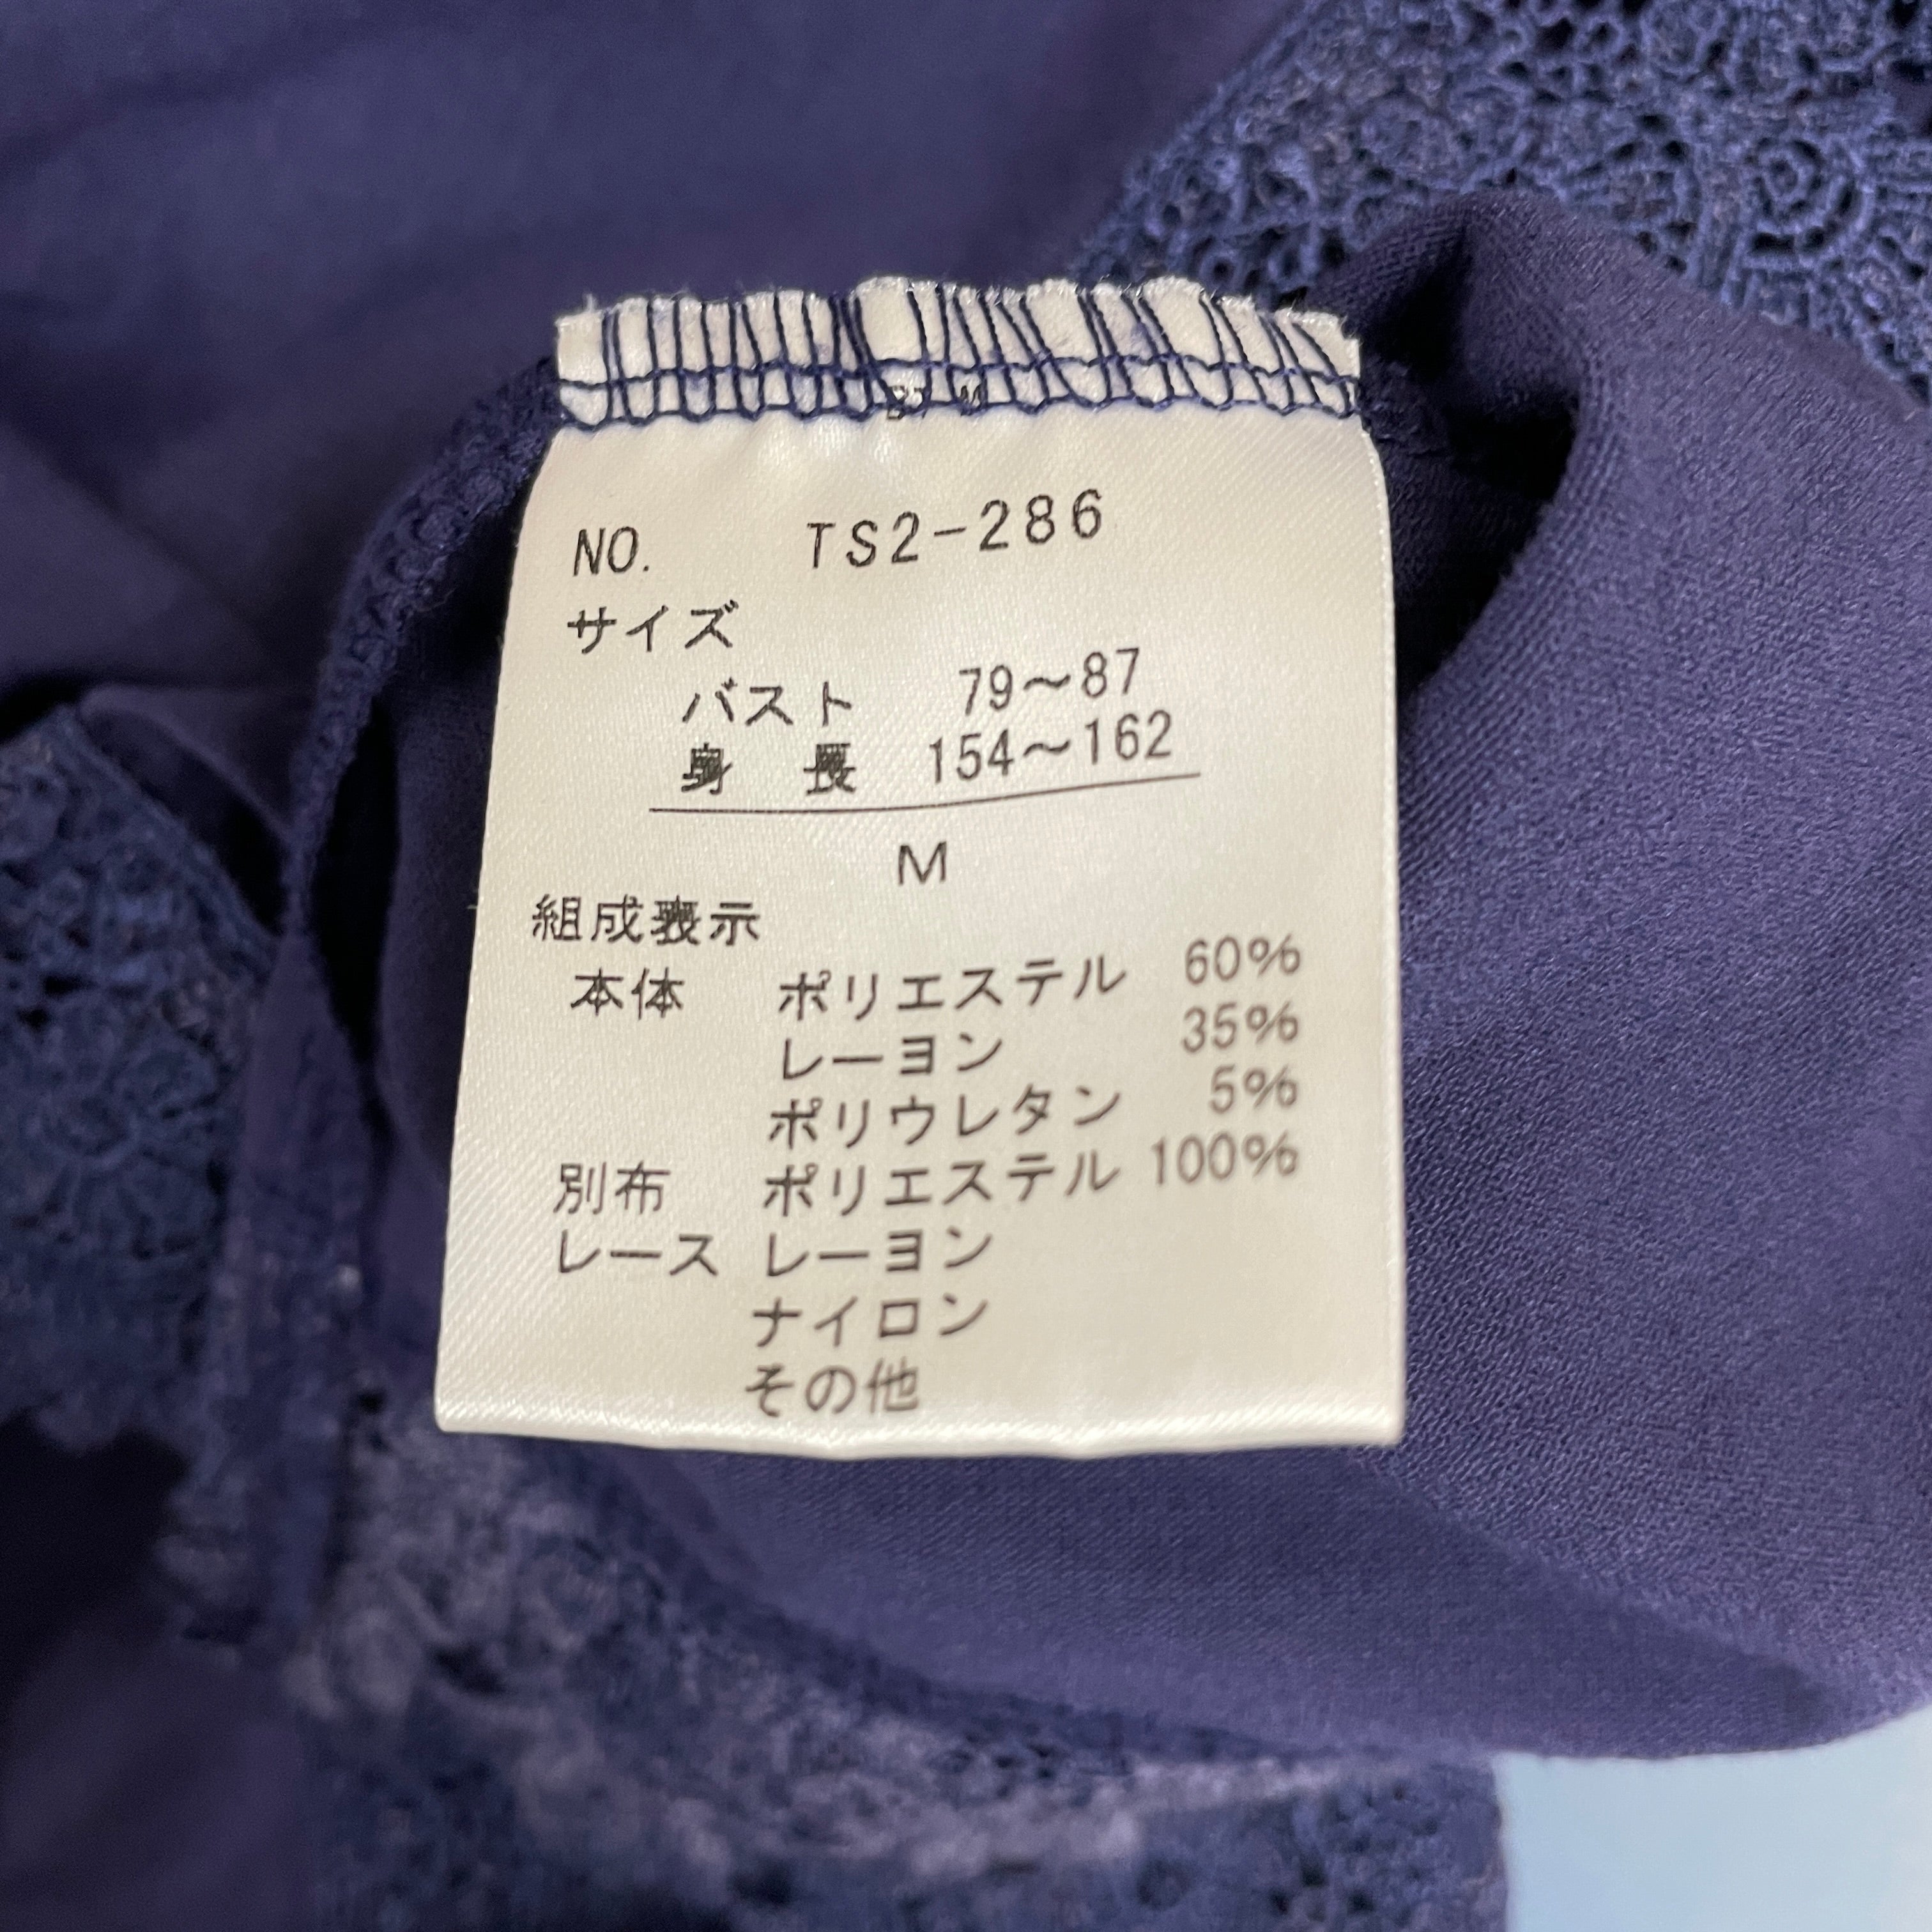 NO. TS2-286
サイズ
バスト 79～87
身長 154～162
M
組成表示
本体 ポリエステル 60%
レーヨン 35%
ポリウレタン 5%
別布 ポリエステル 100%
レース レーヨン
ナイロン
その他